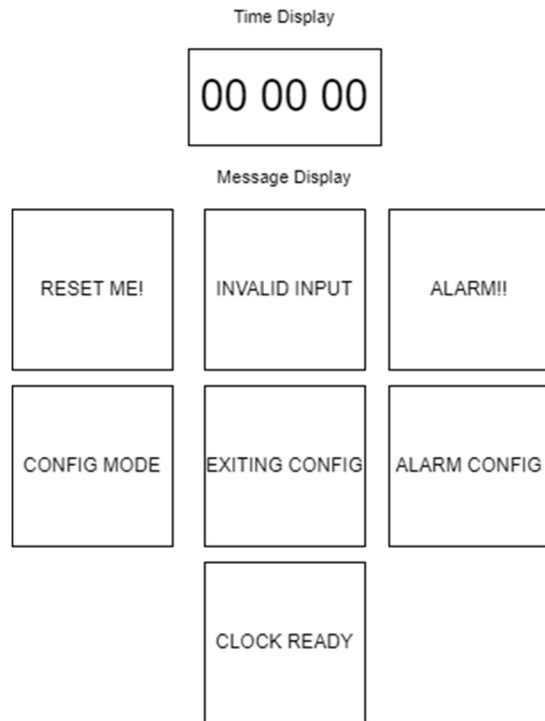 Time Display
00 00 00
Message Display
RESET ME!
INVALID INPUT
ALARM!!
CONFIG MODE
EXITING CONFIG
ALARM CONFIG
CLOCK READY